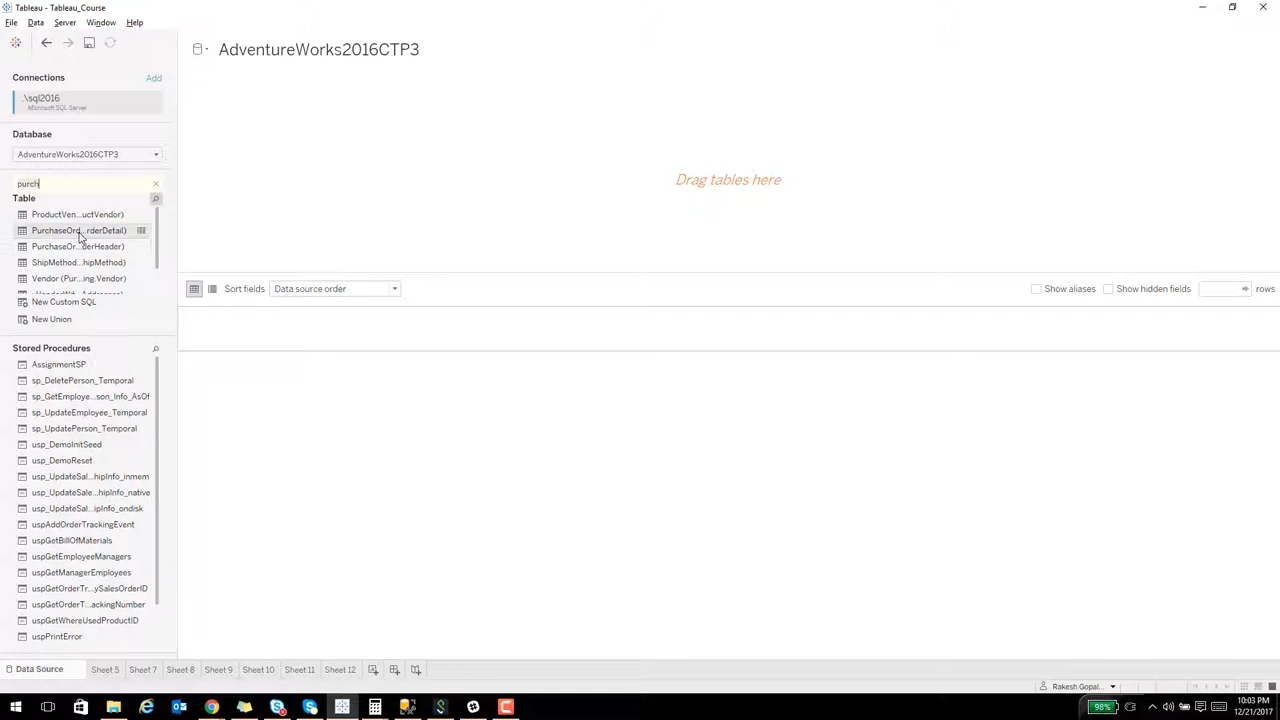 Tableau - Tableau_Course
File Data Server Window Help
AdventureWorks2016CTP3
Connections Add
.\sql2016
Microsoft SQL Server
Database
AdventureWorks2016CTP3
purch
Table
ProductVen...uctVendor)
PurchaseOrd...rderDetail)
PurchaseOr...derHeader)
ShipMethod...hipMethod)
Vendor (Pur...ing.Vendor)
New Custom SQL
New Union
Drag tables here
Sort fields Data source order Show aliases Show hidden fields rows
Stored Procedures
AssignmentSP
sp_DeletePerson_Temporal
sp_GetEmploye...son_Info_AsOf
sp_UpdateEmployee_Temporal
sp_UpdatePerson_Temporal
usp_DemoInitSeed
usp_DemoReset
usp_UpdateSal...hipInfo_inmem
usp_UpdateSale...hipInfo_native
usp_UpdateSal...ipInfo_ondisk
uspAddOrderTrackingEvent
uspGetBillOfMaterials
uspGetEmployeeManagers
uspGetManagerEmployees
uspGetOrderTr...ySalesOrderID
uspGetOrderT...ackingNumber
uspGetWhereUsedProductID
uspPrintError
Data Source Sheet 5 Sheet 7 Sheet 8 Sheet 9 Sheet 10 Sheet 11 Sheet 12
Rakesh Gopal...
98%
10:03 PM
12/21/2017